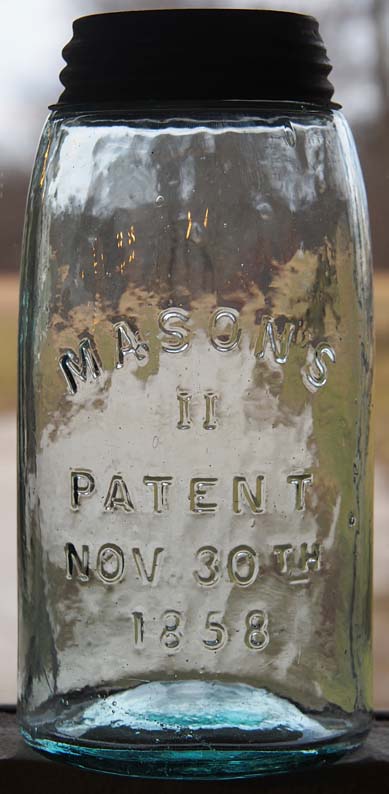 MASON'S
II
PATENT
NOV 30TH
1858